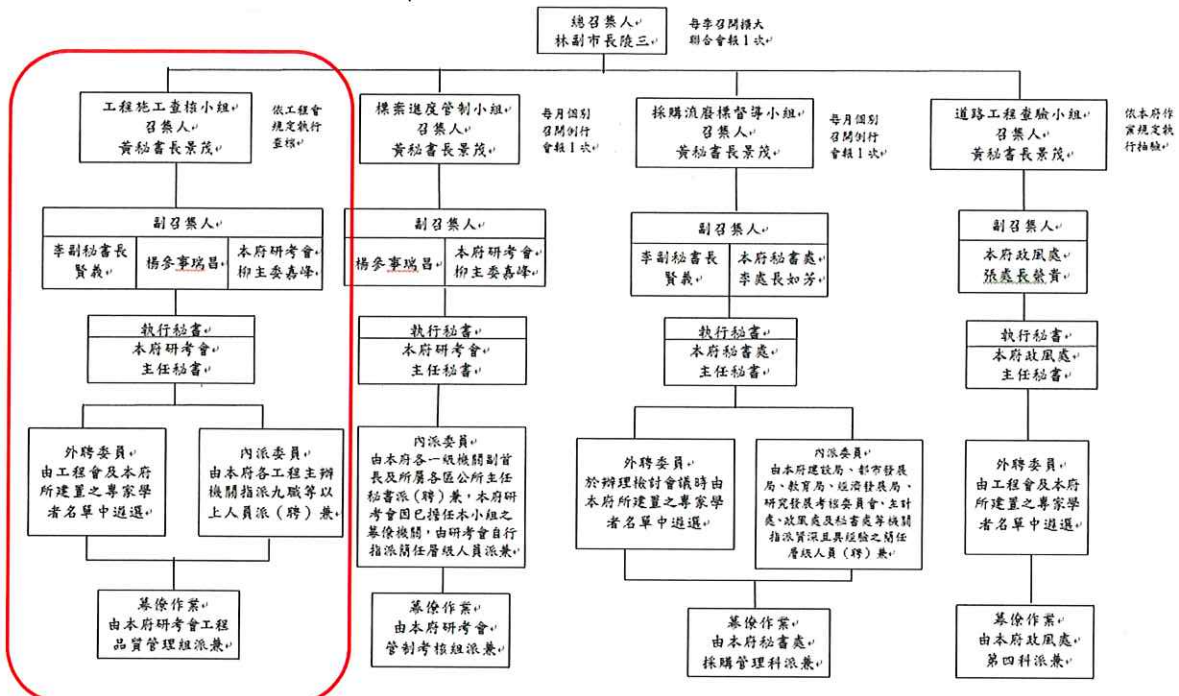 總召集人
林副市長陵三
每季召開擴大
聯合會報1次
工程施工查核小組
召集人
黃秘書長景茂
依工程會
規定執行
查核
標案進度管制小組
召集人
黃秘書長景茂
每月個別
召開例行
會報1次
採購流廢標督導小組
召集人
黃秘書長景茂
每月個別
召開例行
會報1次
道路工程查驗小組
召集人
黃秘書長景茂
依本府作
業規定執
行抽驗
副召集人
李副秘書長
賢義
楊參事瑞昌
本府研考會
柳主委嘉峰
副召集人
楊參事瑞昌
本府研考會
柳主委嘉峰
副召集人
李副秘書長
賢義
本府秘書處
李處長如芳
副召集人
本府政風處
張處長榮貴
執行秘書
本府研考會
主任秘書
執行秘書
本府研考會
主任秘書
執行秘書
本府秘書處
主任秘書
執行秘書
本府政風處
主任秘書
外聘委員
由工程會及本府
所建置之專家學
者名單中遴選
內派委員
由本府各工程主辦
機關指派九職等以
上人員派(聘)兼
內派委員
由本府各一級機關副首
長及所屬各區公所主任
秘書派(聘)兼,本府研
考會因已擔任本小組之
幕僚機關,由研考會自行
指派簡任層級人員派兼
外聘委員
於辦理檢討會議時由
本府所建置之專家學
者名單中遴選
內派委員
由本府建設局、都市發展
局、教育局、經濟發展局、
研究發展考核委員會、主計
處、政風處及秘書處等機關
指派資深且具經驗之簡任
層級人員(聘)兼
外聘委員
由工程會及本府
所建置之專家學
者名單中遴選
幕僚作業
由本府研考會工程
品質管理組派兼
幕僚作業
由本府研考會
管制考核組派兼
幕僚作業
由本府秘書處
採購管理科派兼
幕僚作業
由本府政風處
第四科派兼